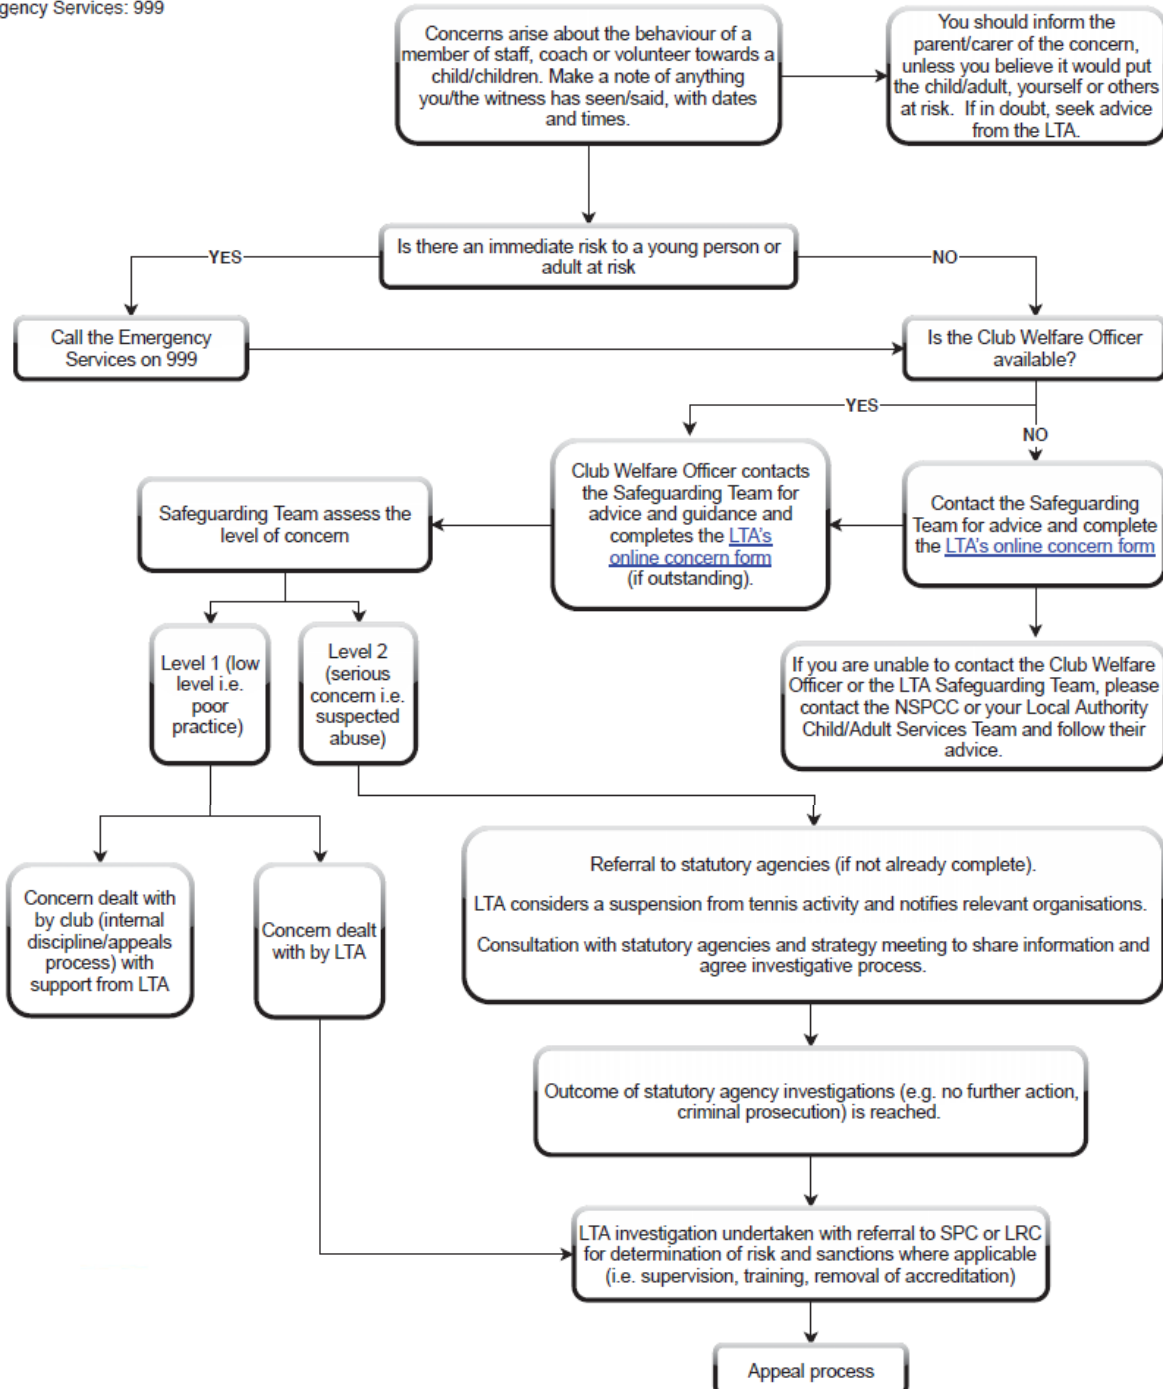 gency Services: 999
Concerns arise about the behaviour of a
member of staff, coach or volunteer towards a
child/children. Make a note of anything
you/the witness has seen/said, with dates
and times.
You should inform the
parent/carer of the concern,
unless you believe it would put
the child/adult, yourself or others
at risk. If in doubt, seek advice
from the LTA.
Is there an immediate risk to a young person or
adult at risk
YES
NO
Call the Emergency
Services on 999
Is the Club Welfare Officer
available?
YES
NO
Club Welfare Officer contacts
the Safeguarding Team for
advice and guidance and
completes the LTA's
online concern form
(if outstanding).
Contact the Safeguarding
Team for advice and complete
the LTA's online concern form
Safeguarding Team assess the
level of concern
Level 1 (low
level i.e.
poor
practice)
Level 2
(serious
concern i.e.
suspected
abuse)
If you are unable to contact the Club Welfare
Officer or the LTA Safeguarding Team, please
contact the NSPCC or your Local Authority
Child/Adult Services Team and follow their
advice.
Concern dealt with
by club (internal
discipline/appeals
process) with
support from LTA
Concern dealt
with by LTA
Referral to statutory agencies (if not already complete).
LTA considers a suspension from tennis activity and notifies relevant organisations.
Consultation with statutory agencies and strategy meeting to share information and
agree investigative process.
Outcome of statutory agency investigations (e.g. no further action,
criminal prosecution) is reached.
LTA investigation undertaken with referral to SPC or LRC
for determination of risk and sanctions where applicable
(i.e. supervision, training, removal of accreditation)
Appeal process